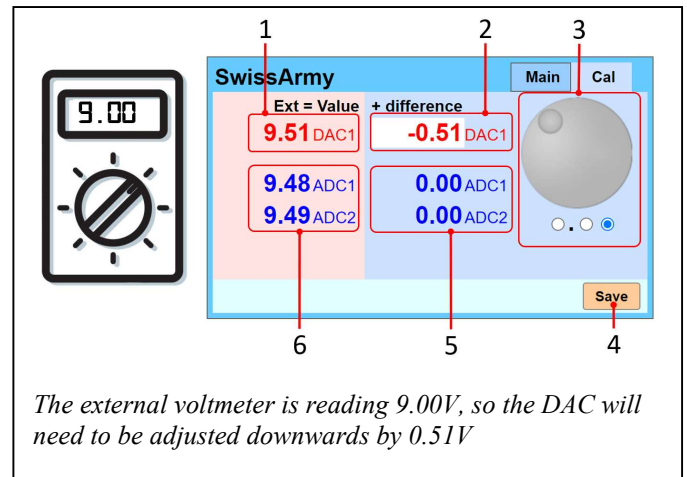 1 2 3
SwissArmy Main Cal
9.00
Ext = Value + difference
9.51 DAC1 -0.51 DAC1
9.48 ADC1 0.00 ADC1
9.49 ADC2 0.00 ADC2
.
Save
6 5 4
The external voltmeter is reading 9.00V, so the DAC will
need to be adjusted downwards by 0.51V